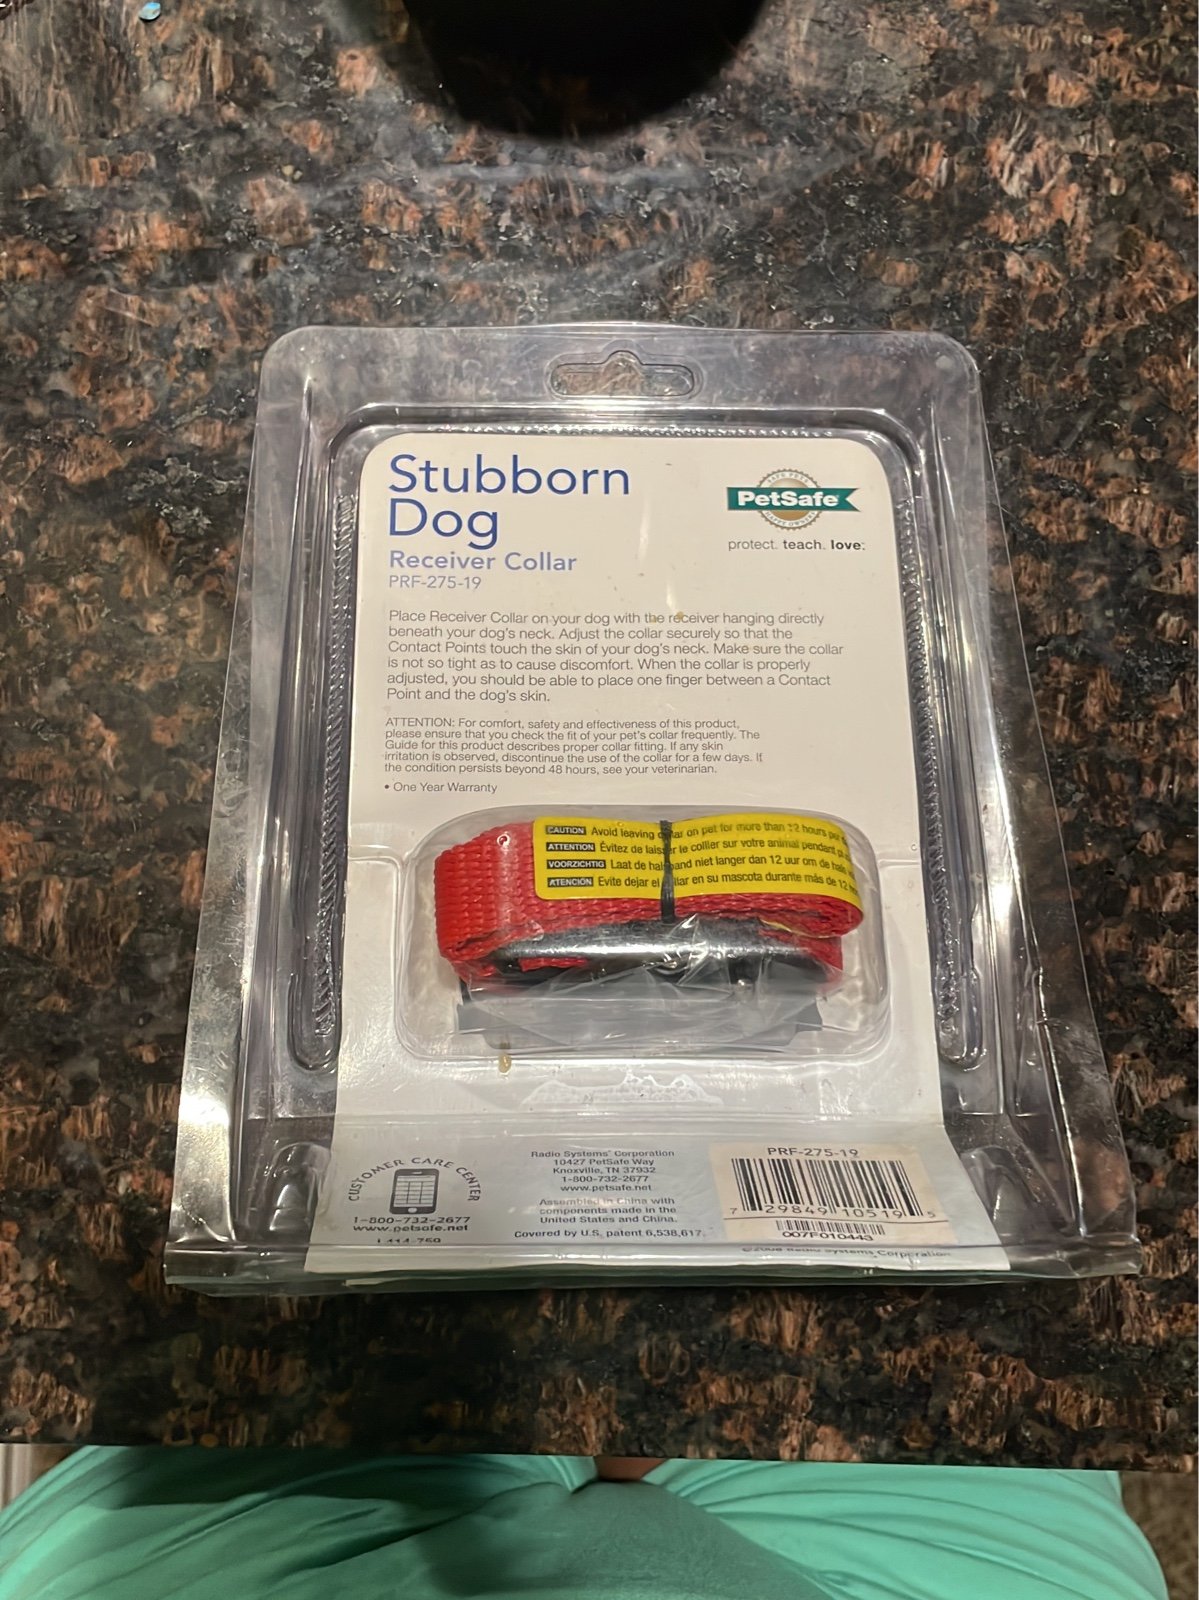 Stubborn
Dog
Receiver Collar
PRF-275-19
SAFE PETS
PetSafe®
HAPPY OWNERS
protect. teach. love.
Place Receiver Collar on your dog with the receiver hanging directly
beneath your dog's neck. Adjust the collar securely so that the
Contact Points touch the skin of your dog's neck. Make sure the collar
is not so tight as to cause discomfort. When the collar is properly
adjusted, you should be able to place one finger between a Contact
Point and the dog's skin.
ATTENTION: For comfort, safety and effectiveness of this product,
please ensure that you check the fit of your pet's collar frequently. The
Guide for this product describes proper collar fitting. If any skin
irritation is observed, discontinue the use of the collar for a few days. If
the condition persists beyond 48 hours, see your veterinarian.
• One Year Warranty
CAUTION Avoid leaving collar on pet for more than 12 hours per
ATTENTION Évitez de laisser le collier sur votre animal pendant
VOORZICHTIG Laat de halsband niet langer dan 12 uur om de hals
ATENCIÓN Evite dejar el collar en su mascota durante más de 12
CUSTOMER CARE CENTER
1-800-732-2677
www.petsafe.net
Radio Systems® Corporation
10427 PetSafe Way
Knoxville, TN 37932
1-800-732-2677
www.petsafe.net
Assembled in China with
components made in the
United States and China.
Covered by U.S. patent 6,538,617.
PRF-275-19
7 29849 10519 5
007F010443
©2008 Radio Systems Corporation